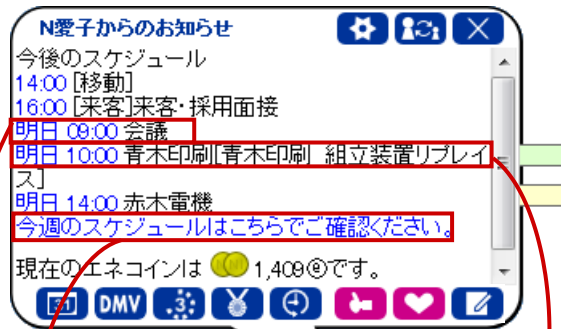 N愛子からのお知らせ
今後のスケジュール
14:00 [移動]
16:00 [来客]来客・採用面接
明日 09:00 会議
明日 10:00 青木印刷[青木印刷_組立装置リプレイ
ス]
明日 14:00 赤木電機
今週のスケジュールはこちらでご確認ください。
現在のエネコインは 1,409ⓔです。
31 DMV .3: